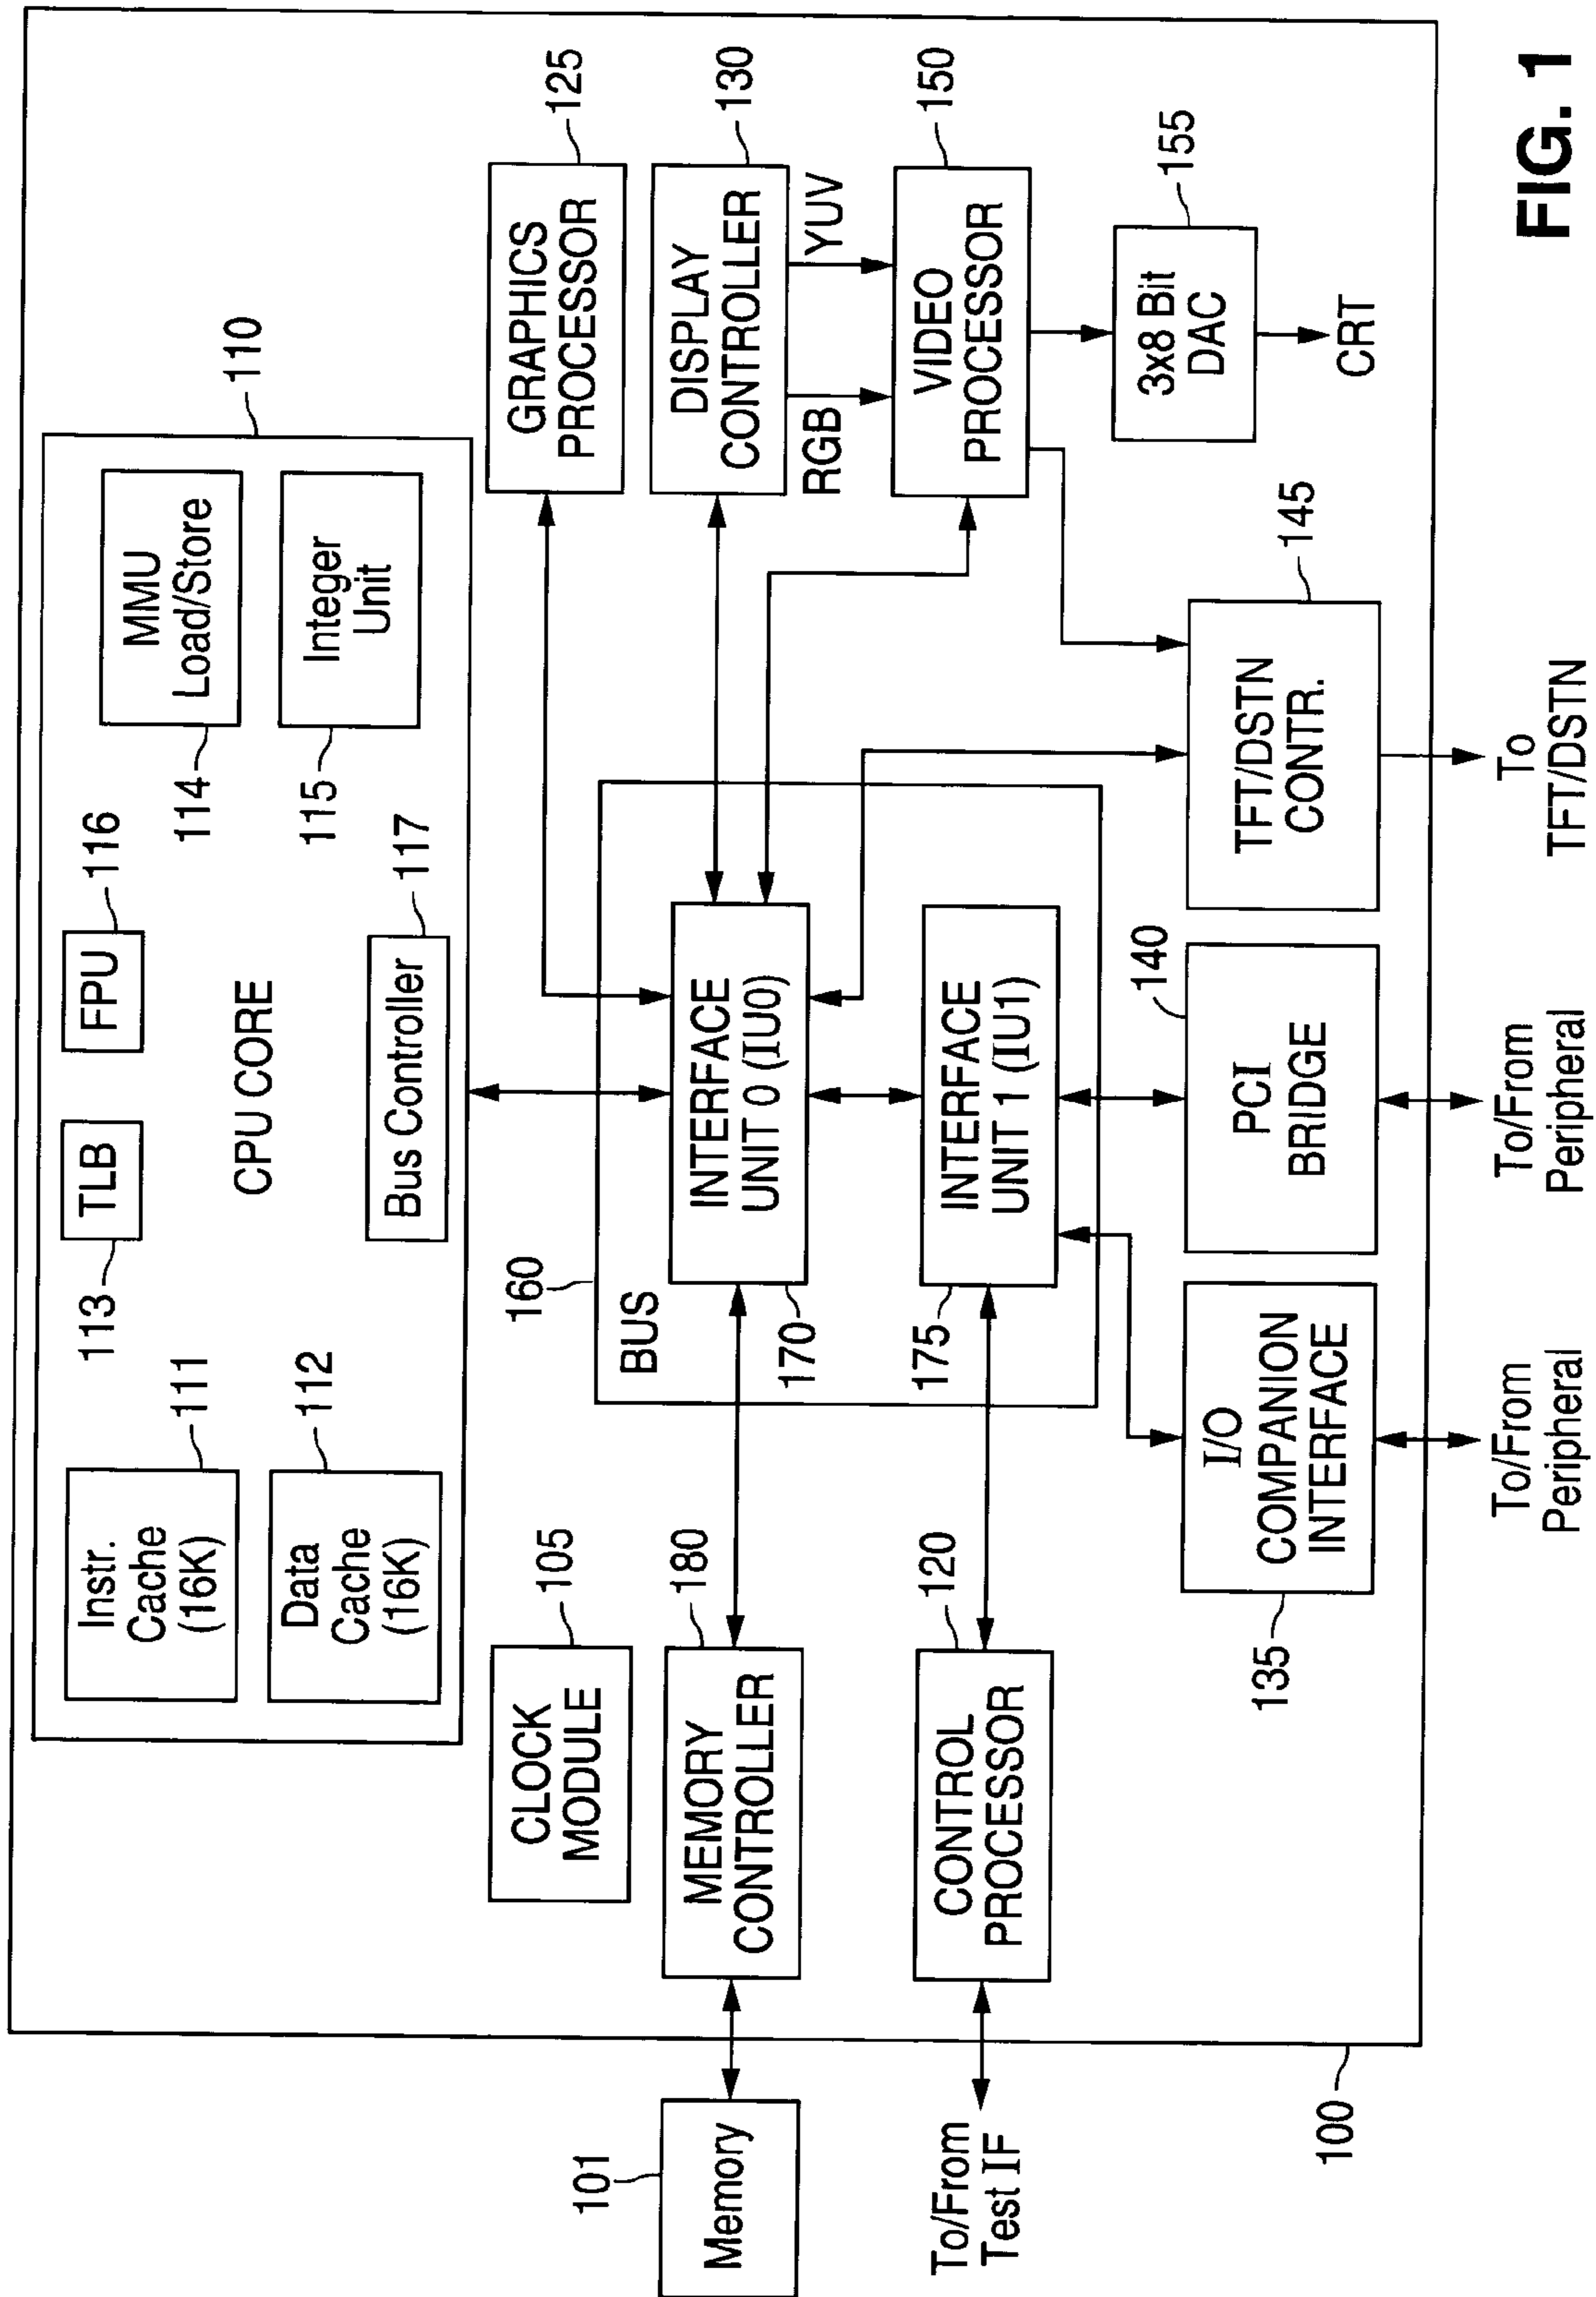 110
Instr.
Cache
(16K)
111
Data
Cache
(16K)
112
TLB
113
FPU
116
CPU CORE
Bus Controller
117
MMU
Load/Store
114
Integer
Unit
115
CLOCK
MODULE
105
GRAPHICS
PROCESSOR
125
160
BUS
101
Memory
MEMORY
CONTROLLER
180
INTERFACE
UNIT 0 (IU0)
170
DISPLAY
CONTROLLER
130
RGB
YUV
To/From
Test IF
CONTROL
PROCESSOR
120
INTERFACE
UNIT 1 (IU1)
175
VIDEO
PROCESSOR
150
3x8 Bit
DAC
155
CRT
I/O
COMPANION
INTERFACE
135
PCI
BRIDGE
140
TFT/DSTN
CONTR.
145
100
To/From
Peripheral
To/From
Peripheral
To
TFT/DSTN
FIG. 1